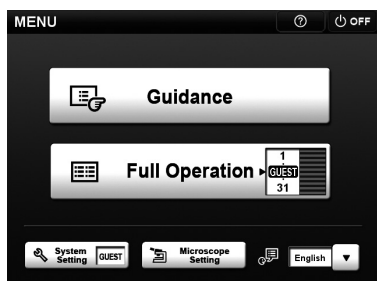 MENU
? OFF
Guidance
Full Operation
1
GUEST
31
System
Setting
GUEST
Microscope
Setting
English